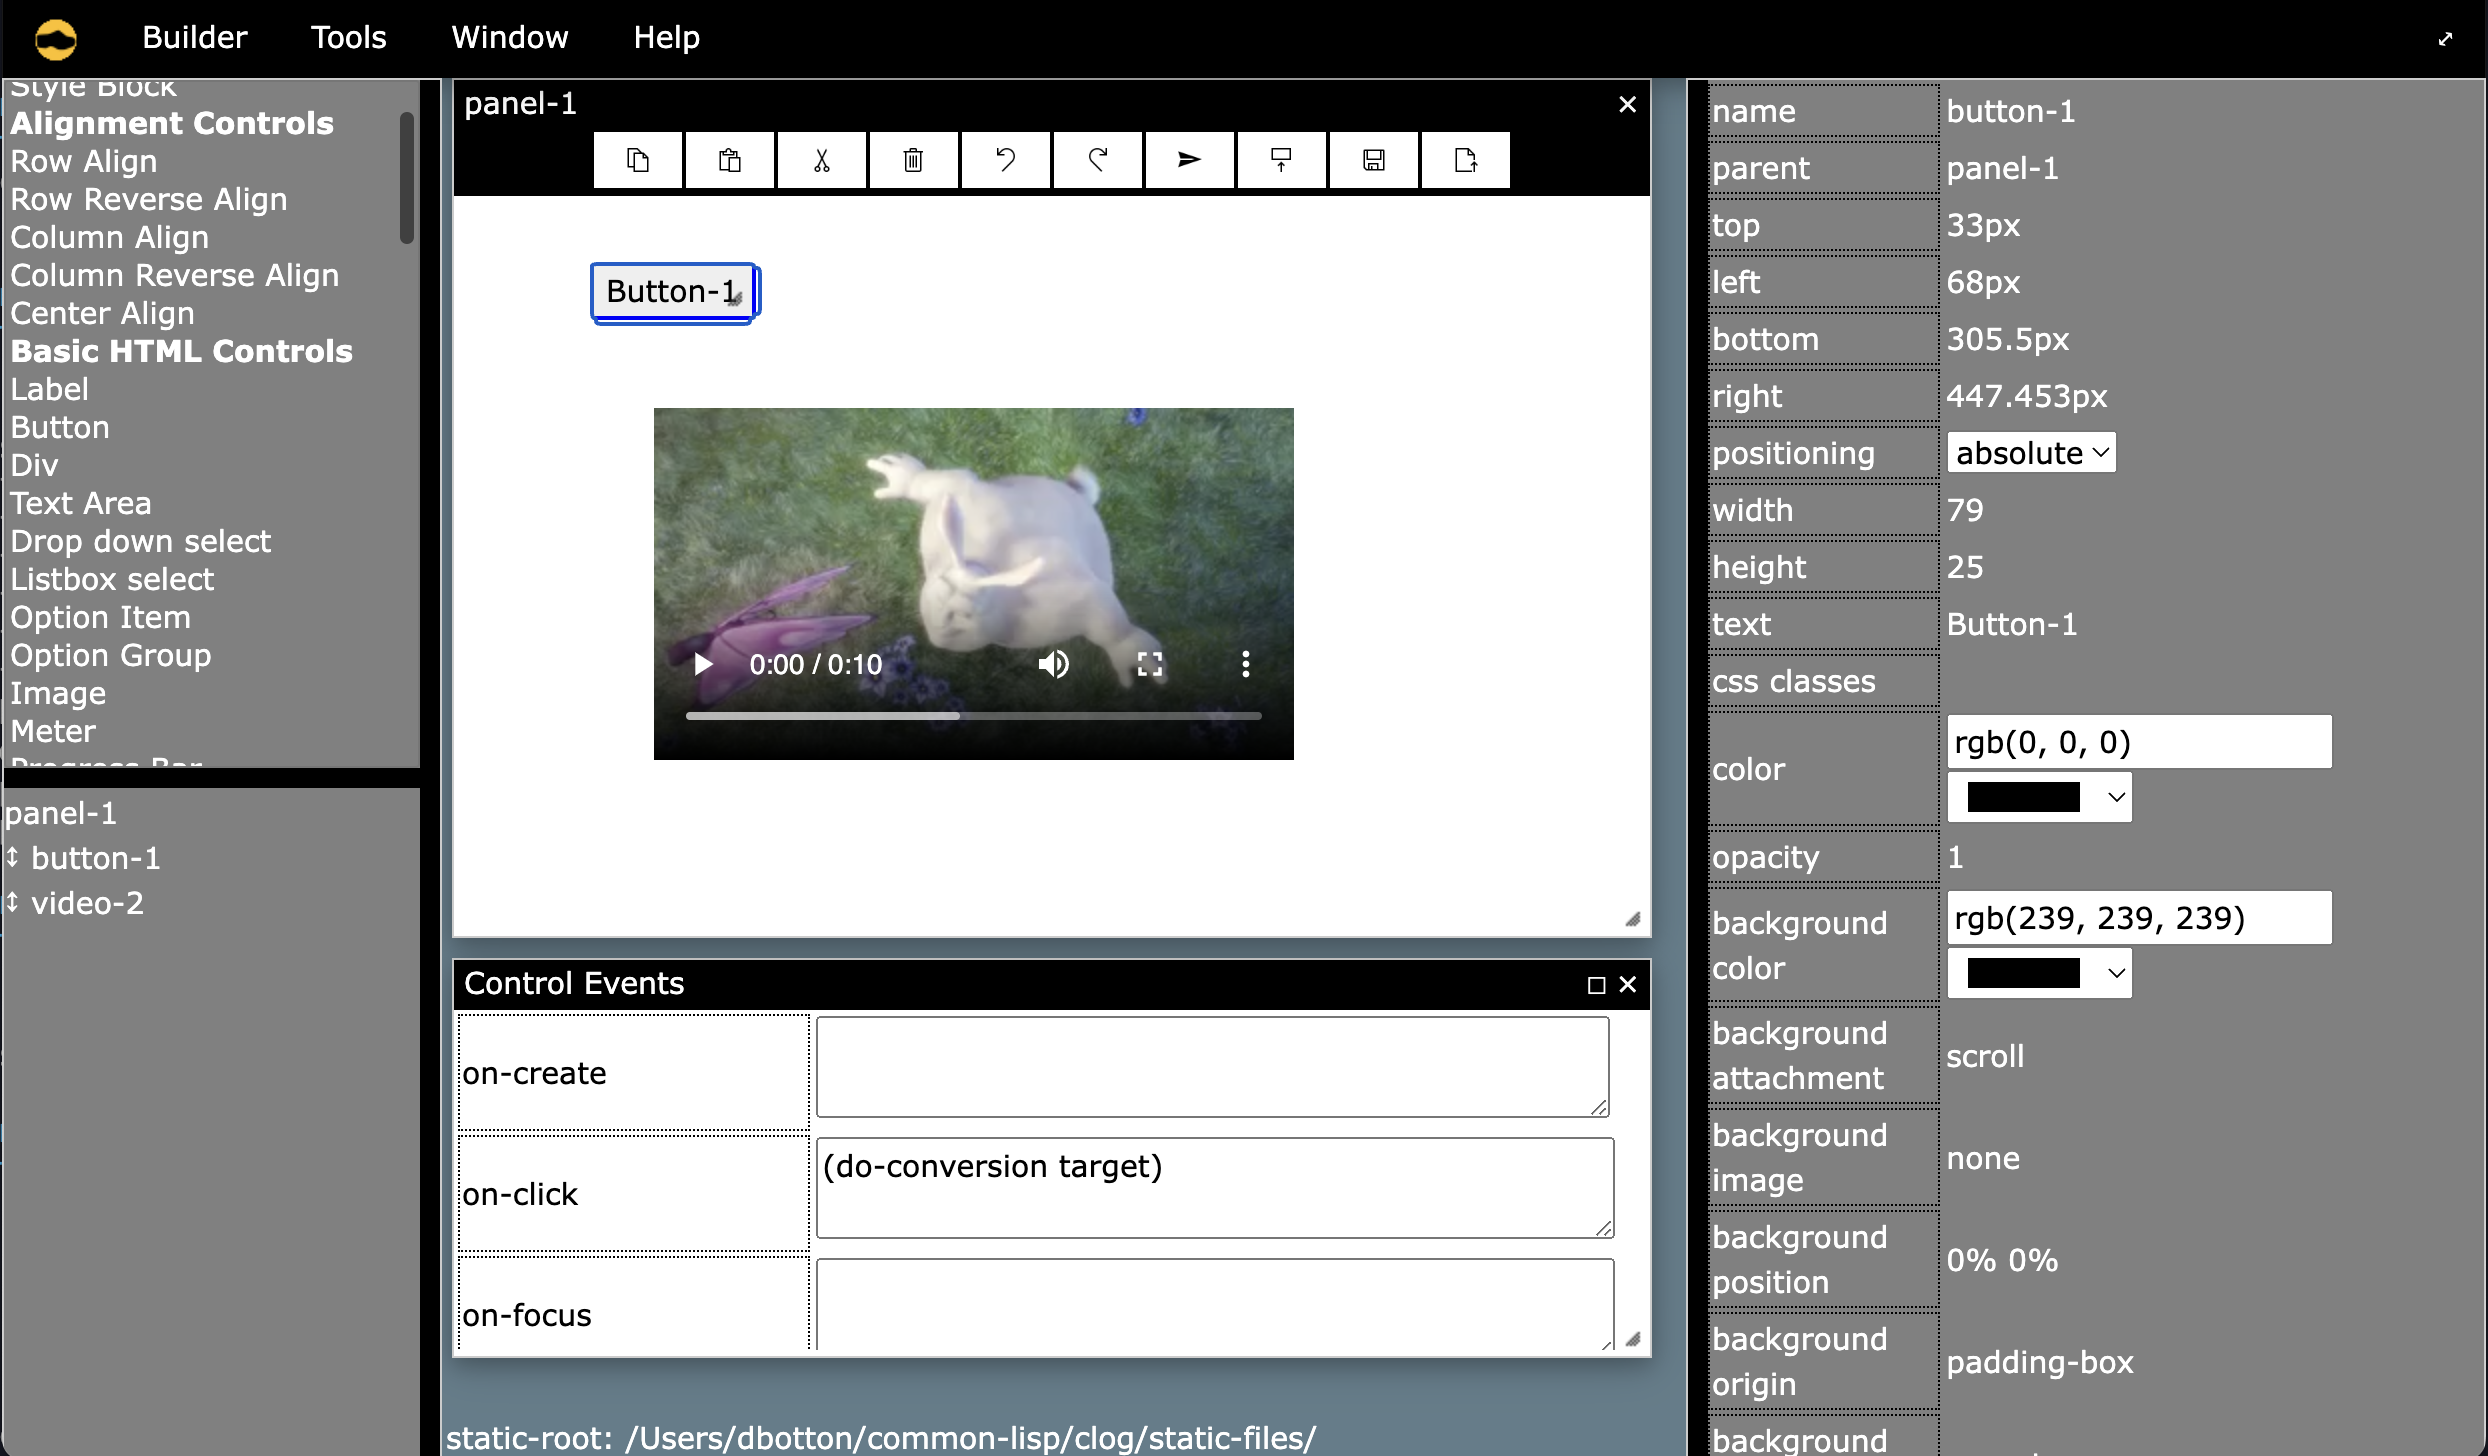 Builder Tools Window Help
Style Block
Alignment Controls
Row Align
Row Reverse Align
Column Align
Column Reverse Align
Center Align
Basic HTML Controls
Label
Button
Div
Text Area
Drop down select
Listbox select
Option Item
Option Group
Image
Meter
Progress Bar
panel-1
button-1
video-2
panel-1
Button-1
0:00 / 0:10
Control Events
on-create
on-click (do-conversion target)
on-focus
static-root: /Users/dbotton/common-lisp/clog/static-files/
name button-1
parent panel-1
top 33px
left 68px
bottom 305.5px
right 447.453px
positioning absolute
width 79
height 25
text Button-1
css classes
color rgb(0, 0, 0)
opacity 1
background color rgb(239, 239, 239)
background attachment scroll
background image none
background position 0% 0%
background origin padding-box
background